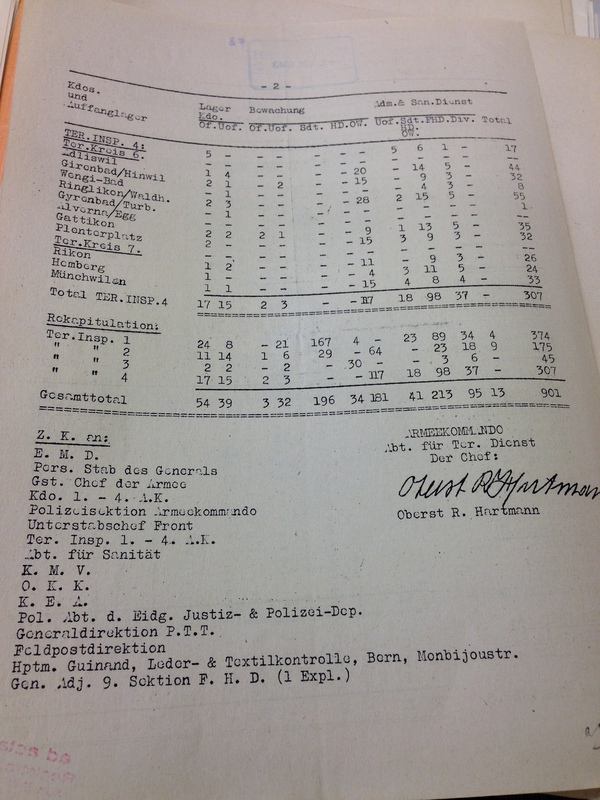 - 2 -
Kdos.
und
Auffanglager
Lager Kdo. Bewachung Adm.& San.Dienst
Of.Uof. Of.Uof. Sdt. HD.OW. Uof.Sdt.FHD.Div. Total
HD.
OW.
TER.INSP. 4:
Ter.Kreis 6.
Adliswil 5 - - - - - - 5 6 1 - 17
Gironbad/Hinwil 1 4 - - - - 20 - 14 5 - 44
Wengi-Bad 2 1 - 2 - - 15 - 9 3 - 32
Ringlikon/Waldh. - 1 - - - - - - 4 3 - 8
Gyronbad/Turb. 2 3 - - - - 28 2 15 5 - 55
Alverna/Egg - 1 - - - - - - - - - 1
Gattikon - - - - - - - - - - - --
Planterplatz 2 2 2 1 - - 9 1 13 5 - 35
Ter.Kreis 7. 2 - - - - - 15 3 9 3 - 32
Rikon - - - - - - - - - - - --
Hemberg 1 2 - - - - 11 - 9 3 - 26
Münchwilen 1 - - - - - 4 3 11 5 - 24
1 1 - - - - 15 4 8 4 - 33
Total TER.INSP.4 17 15 2 3 - - 117 18 98 37 - 307
Rekapitulation:
Ter.Insp. 1 24 8 - 21 167 4 - 23 89 34 4 374
" " 2 11 14 1 6 29 - 64 - 23 18 9 175
" " 3 2 2 - 2 - 30 - - 3 6 - 45
" " 4 17 15 2 3 - - 117 18 98 37 - 307
Gesamttotal 54 39 3 32 196 34 181 41 213 95 13 901
Z. K. an:
E. M. D.
Pers. Stab des Generals
Gst. Chef der Armee
Kdo. 1. - 4. A.K.
Polizeisektion Armeekommando
Unterstabschef Front
Ter. Insp. 1. - 4. A.K.
Abt. für Sanität
K. M. V.
O. K. K.
K. E. A.
Pol. Abt. d. Eidg. Justiz- & Polizei-Dep.
Generaldirektion P.T.T.
Feldpostdirektion
Hptm. Guinand, Leder- & Textilkontrolle, Bern, Monbijoustr.
Gen. Adj. 9. Sektion F. H. D. (1 Expl.)
ARMEEKOMMANDO
Abt. für Ter. Dienst
Der Chef:
Oberst R Hartman
Oberst R. Hartmann
ad acta